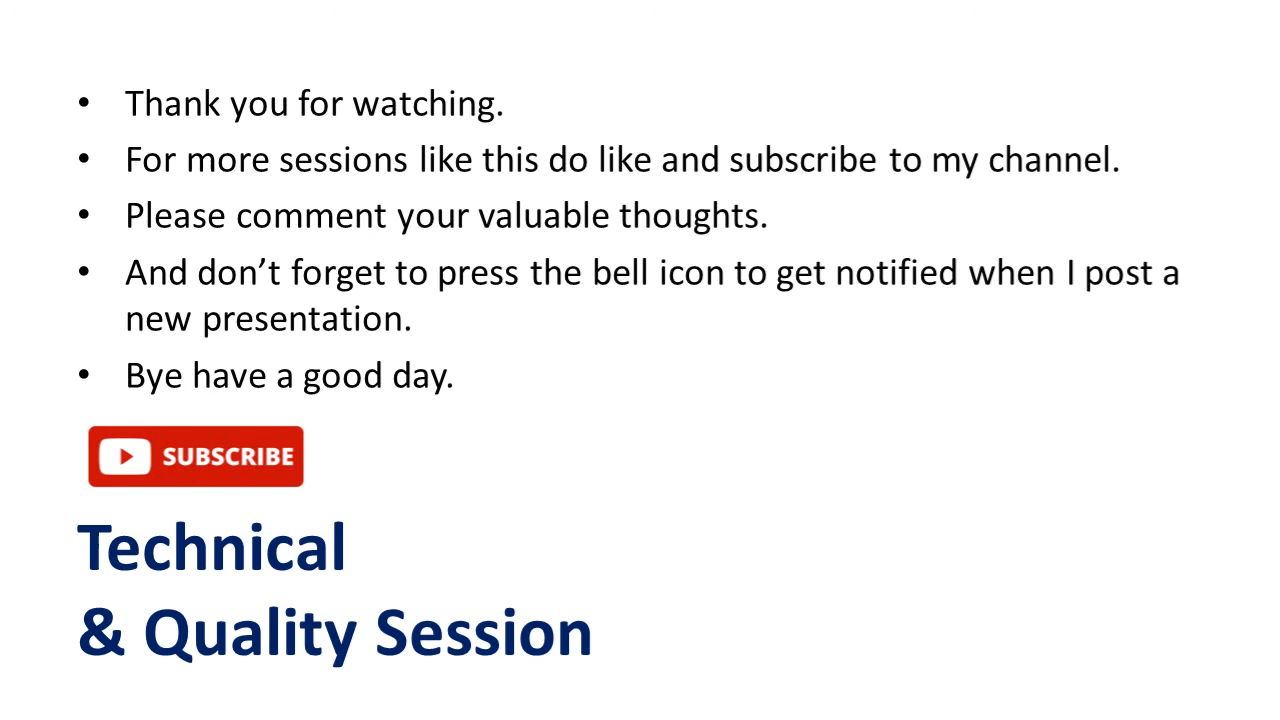 • Thank you for watching.
• For more sessions like this do like and subscribe to my channel.
• Please comment your valuable thoughts.
• And don’t forget to press the bell icon to get notified when I post a
new presentation.
• Bye have a good day.
SUBSCRIBE
Technical
& Quality Session